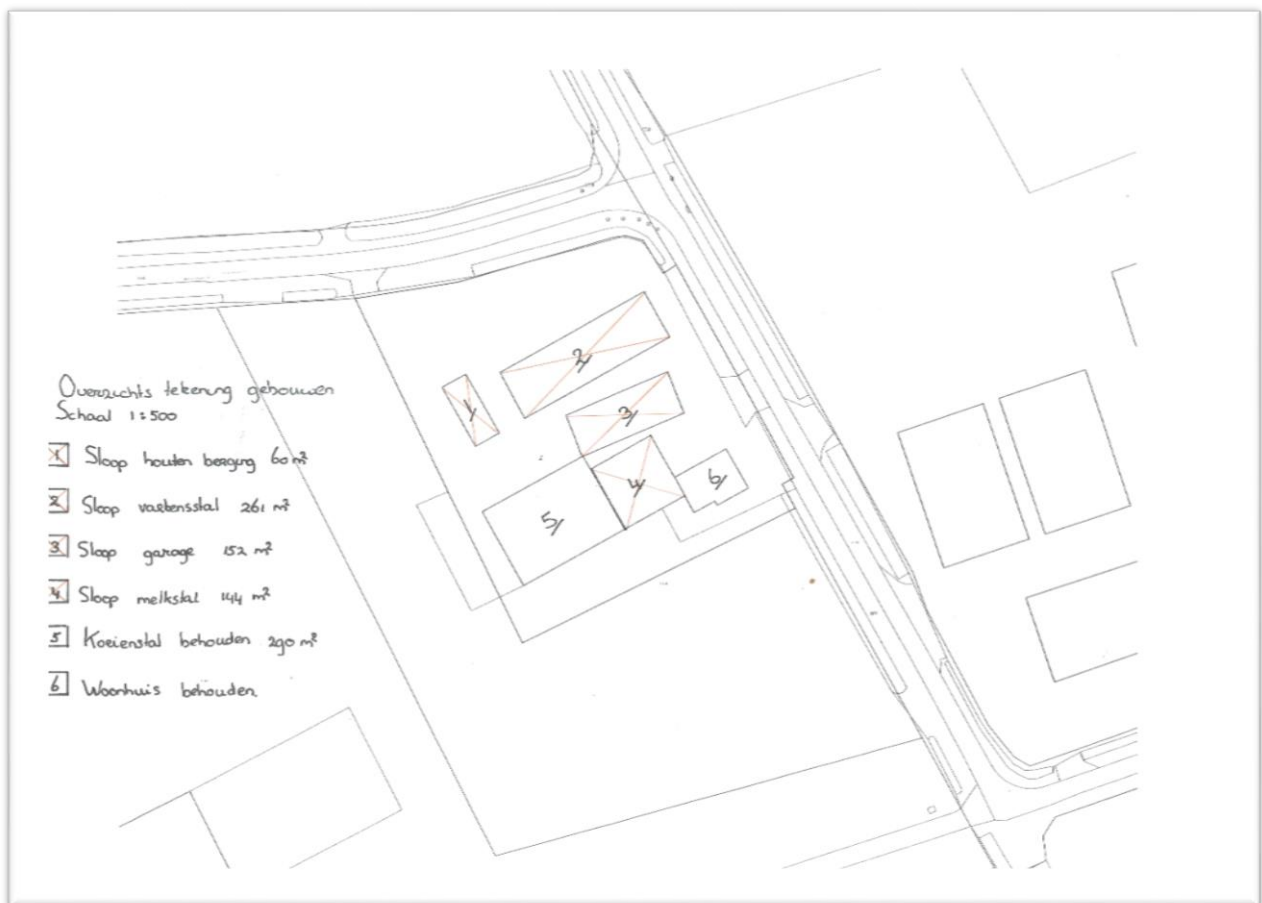 Overzichts tekening gebouwen
Schaal 1:500
1 Sloop houten berging 60 m²
2 Sloop varkensstal 261 m²
3 Sloop garage 152 m²
4 Sloop melkstal 144 m²
5 Koeienstal behouden 290 m²
6 Woonhuis behouden
2
1
3
4
6
5